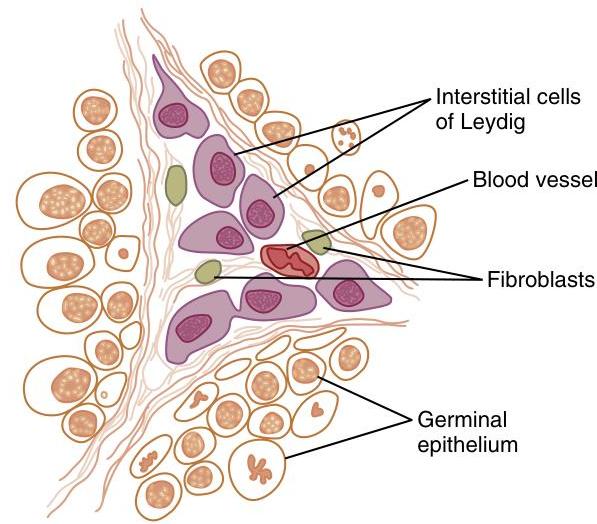 Interstitial cells
of Leydig
Blood vessel
Fibroblasts
Germinal
epithelium